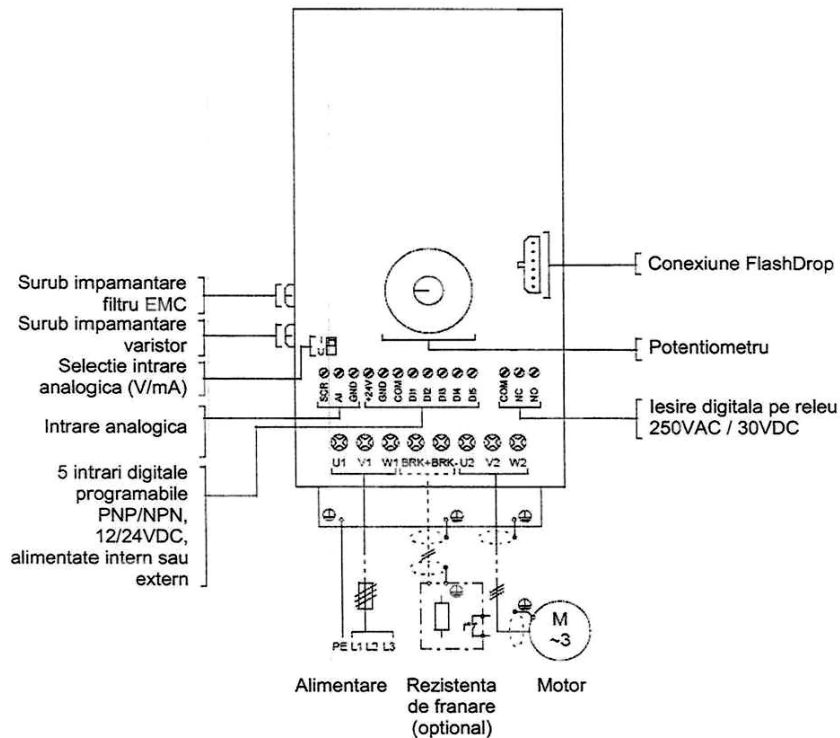 Surub impamantare
filtru EMC
Surub impamantare
varistor
Selectie intrare
analogica (V/mA)
Intrare analogica
5 intrari digitale
programabile
PNP/NPN,
12/24VDC,
alimentate intern sau
extern
Conexiune FlashDrop
Potentiometru
Iesire digitala pe releu
250VAC / 30VDC
SCR AI GND +24V GND COM DI1 DI2 DI3 DI4 DI5 COM NC NO
U1 V1 W1 BRK+ BRK- U2 V2 W2
M
~3
PE L1 L2 L3
Alimentare
Rezistenta
de franare
(optional)
Motor